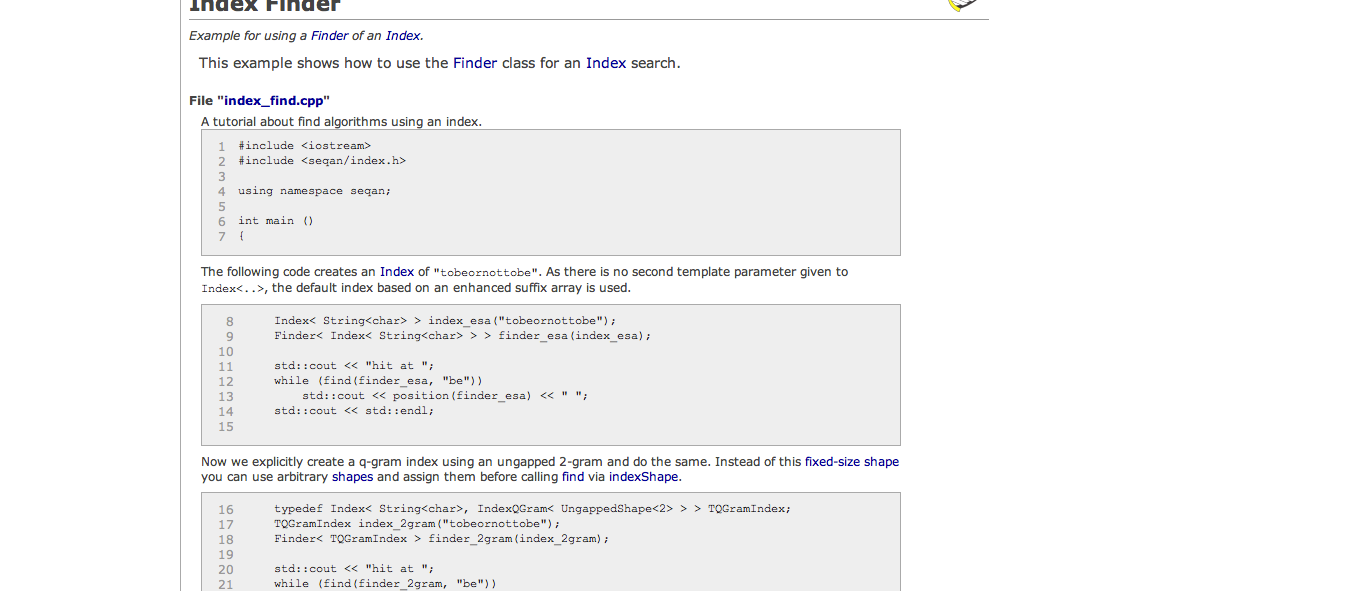 Index Finder
Example for using a Finder of an Index.
This example shows how to use the Finder class for an Index search.
File "index_find.cpp"
A tutorial about find algorithms using an index.
1 #include <iostream>
2 #include <seqan/index.h>
3
4 using namespace seqan;
5
6 int main ()
7 {
The following code creates an Index of "tobeornottobe". As there is no second template parameter given to
Index<..>, the default index based on an enhanced suffix array is used.
8     Index< String<char> > index_esa("tobeornottobe");
9     Finder< Index< String<char> > > finder_esa(index_esa);
10
11     std::cout << "hit at ";
12     while (find(finder_esa, "be"))
13         std::cout << position(finder_esa) << " ";
14     std::cout << std::endl;
15
Now we explicitly create a q-gram index using an ungapped 2-gram and do the same. Instead of this fixed-size shape
you can use arbitrary shapes and assign them before calling find via indexShape.
16     typedef Index< String<char>, IndexQGram< UngappedShape<2> > > TQGramIndex;
17     TQGramIndex index_2gram("tobeornottobe");
18     Finder< TQGramIndex > finder_2gram(index_2gram);
19
20     std::cout << "hit at ";
21     while (find(finder_2gram, "be"))